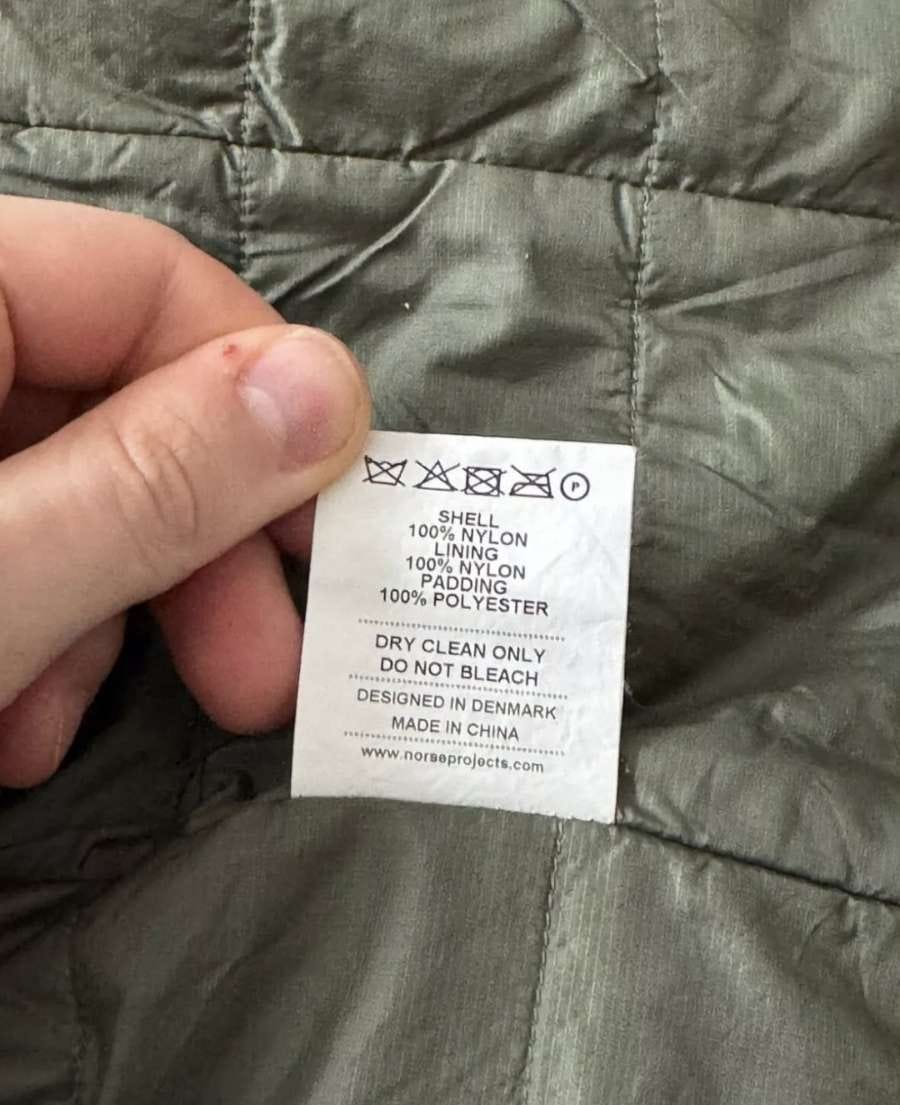 P
SHELL
100% NYLON
LINING
100% NYLON
PADDING
100% POLYESTER
DRY CLEAN ONLY
DO NOT BLEACH
DESIGNED IN DENMARK
MADE IN CHINA
www.norseprojects.com